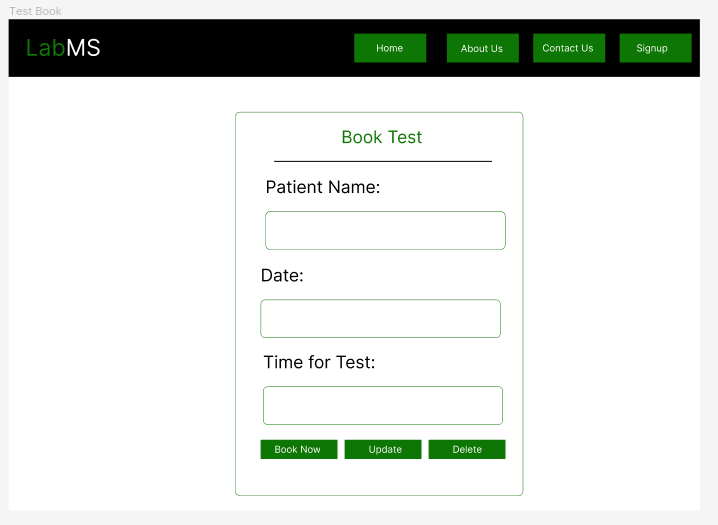 Test Book
LabMS Home About Us Contact Us Signup
Book Test
Patient Name:
Date:
Time for Test:
Book Now Update Delete